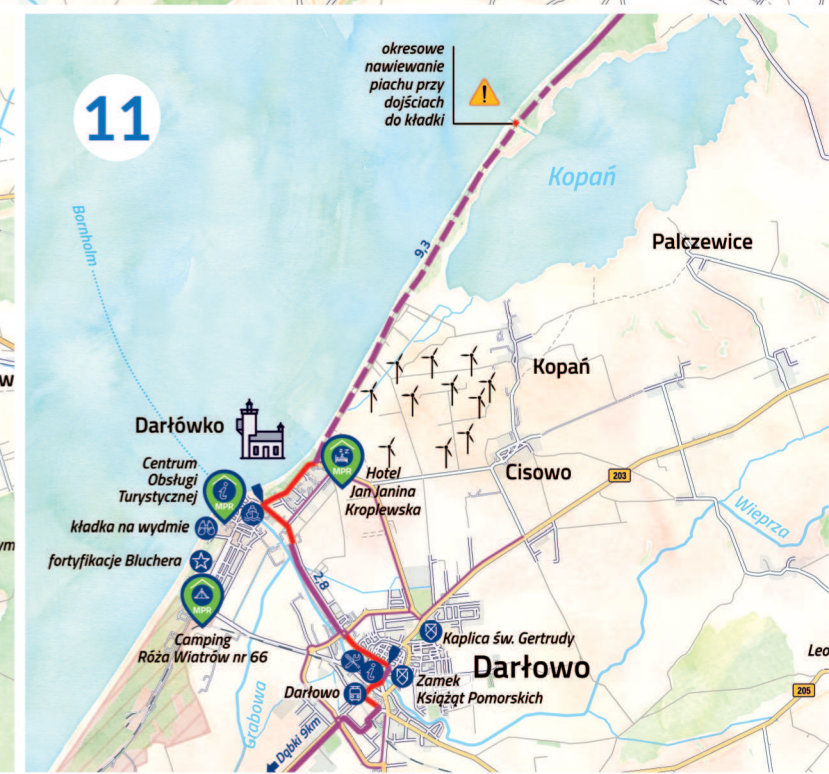 11
okresowe
nawiewanie
piachu przy
dojściach
do kładki
Kopań
Bornholm
9,3
Palczewice
Kopań
Darłówko
Centrum
Obsługi
Turystycznej
MPR
MPR
Hotel
Jan Janina
Kroplewska
Cisowo
203
kładka na wydmie
Wieprza
fortyfikacje Bluchera
2,8
MPR
Camping
Róża Wiatrów nr 66
Kaplica św. Gertrudy
Darłowo
Zamek
Książąt Pomorskich
Darłowo
Grabowa
Dąbki 9km
Leo
205
w
ym